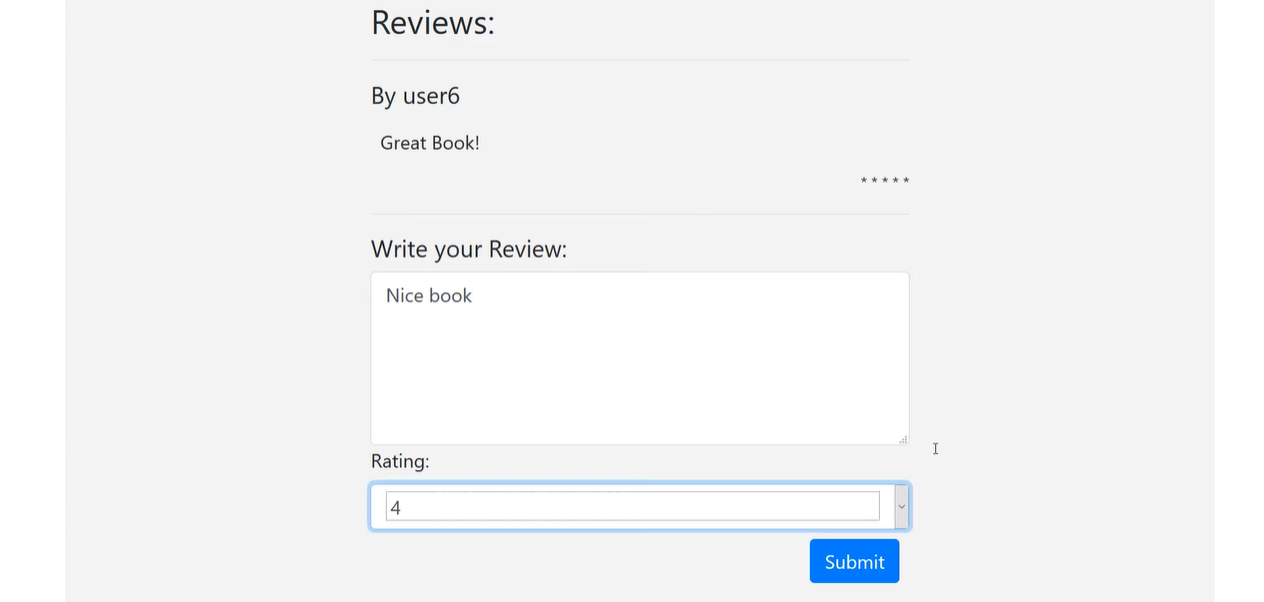 Reviews:
By user6
Great Book!
* * * * *
Write your Review:
Nice book
Rating:
4
Submit